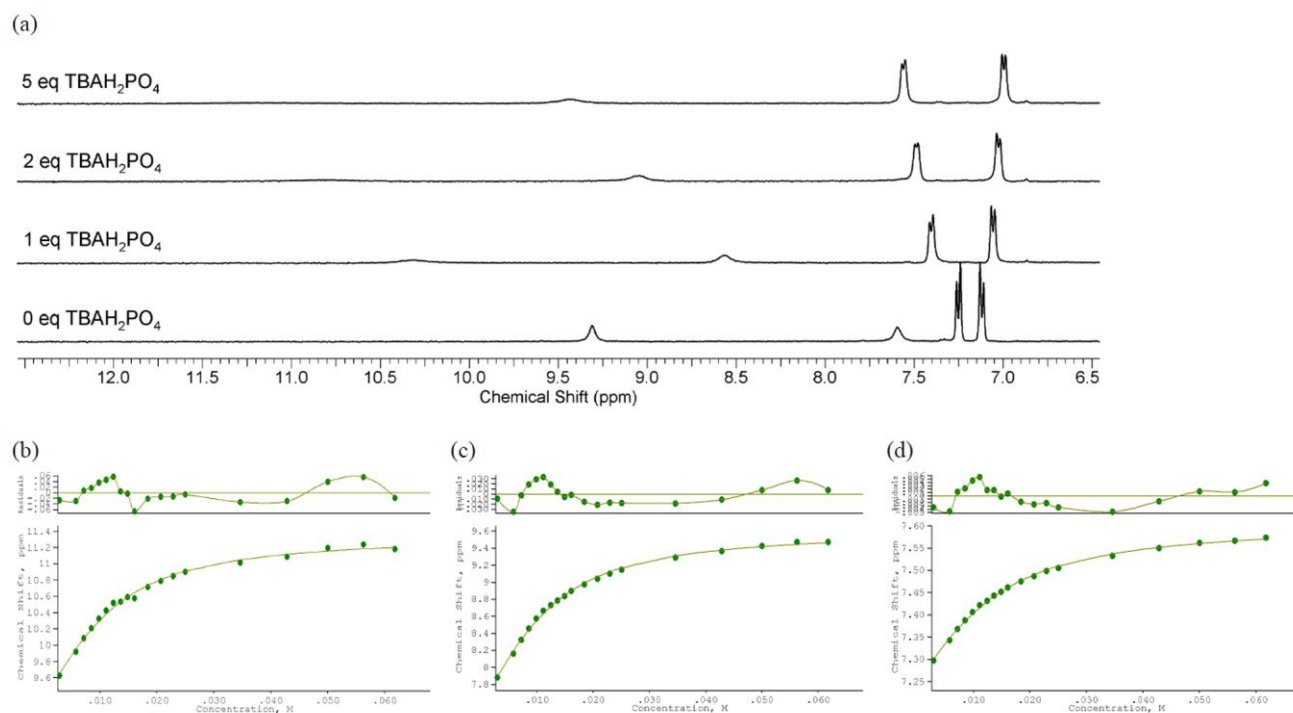 (a)
5 eq TBAH₂PO₄
2 eq TBAH₂PO₄
1 eq TBAH₂PO₄
0 eq TBAH₂PO₄
12.0 11.5 11.0 10.5 10.0 9.5 9.0 8.5 8.0 7.5 7.0 6.5
Chemical Shift (ppm)
(b)
Residuals
11.4
11.2
11.0
10.8
10.6
10.4
10.2
10.0
9.8
9.6
Chemical Shift, ppm
.010 .020 .030 .040 .050 .060
Concentration, M
(c)
Residuals
9.6
9.4
9.2
9
8.8
8.6
8.4
8.2
8
7.8
Chemical Shift, ppm
.010 .020 .030 .040 .050 .060
Concentration, M
(d)
Residuals
7.60
7.55
7.50
7.45
7.40
7.35
7.30
7.25
Chemical Shift, ppm
.010 .020 .030 .040 .050 .060
Concentration, M